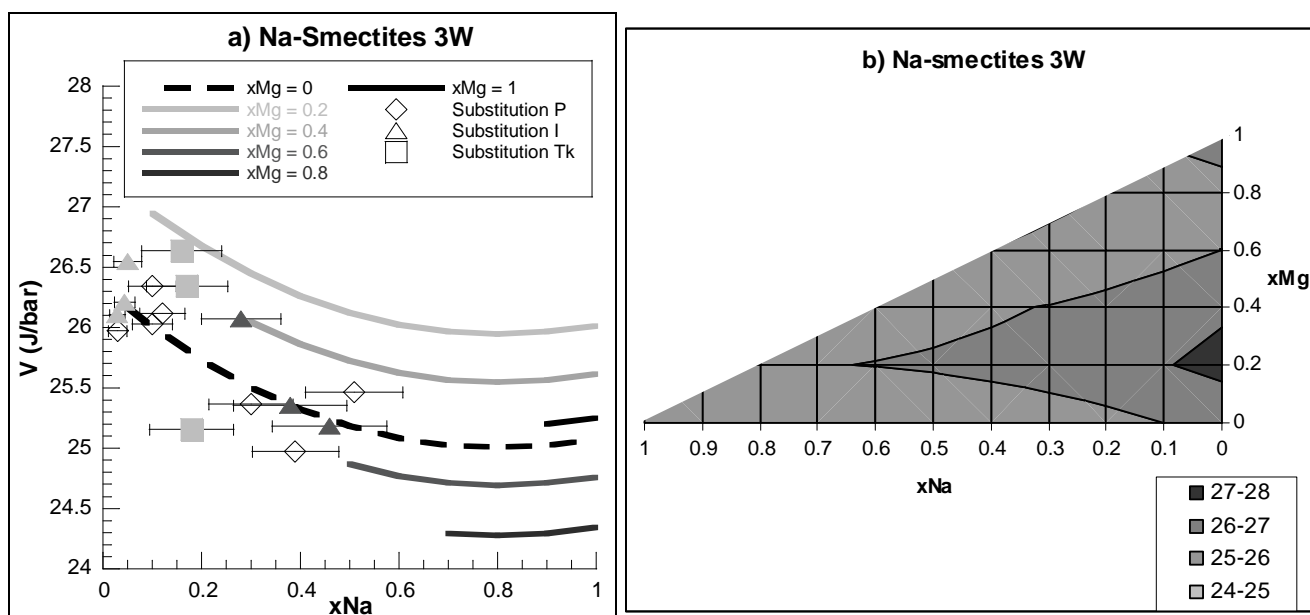 a) Na-Smectites 3W
xMg = 0
xMg = 1
xMg = 0.2
Substitution P
xMg = 0.4
Substitution I
xMg = 0.6
Substitution Tk
xMg = 0.8
28
27.5
27
26.5
26
25.5
25
24.5
24
V (J/bar)
0
0.2
0.4
0.6
0.8
1
xNa
b) Na-smectites 3W
1
0.8
0.6
xMg
0.4
0.2
0
1 0.9 0.8 0.7 0.6 0.5 0.4 0.3 0.2 0.1 0
xNa
27-28
26-27
25-26
24-25